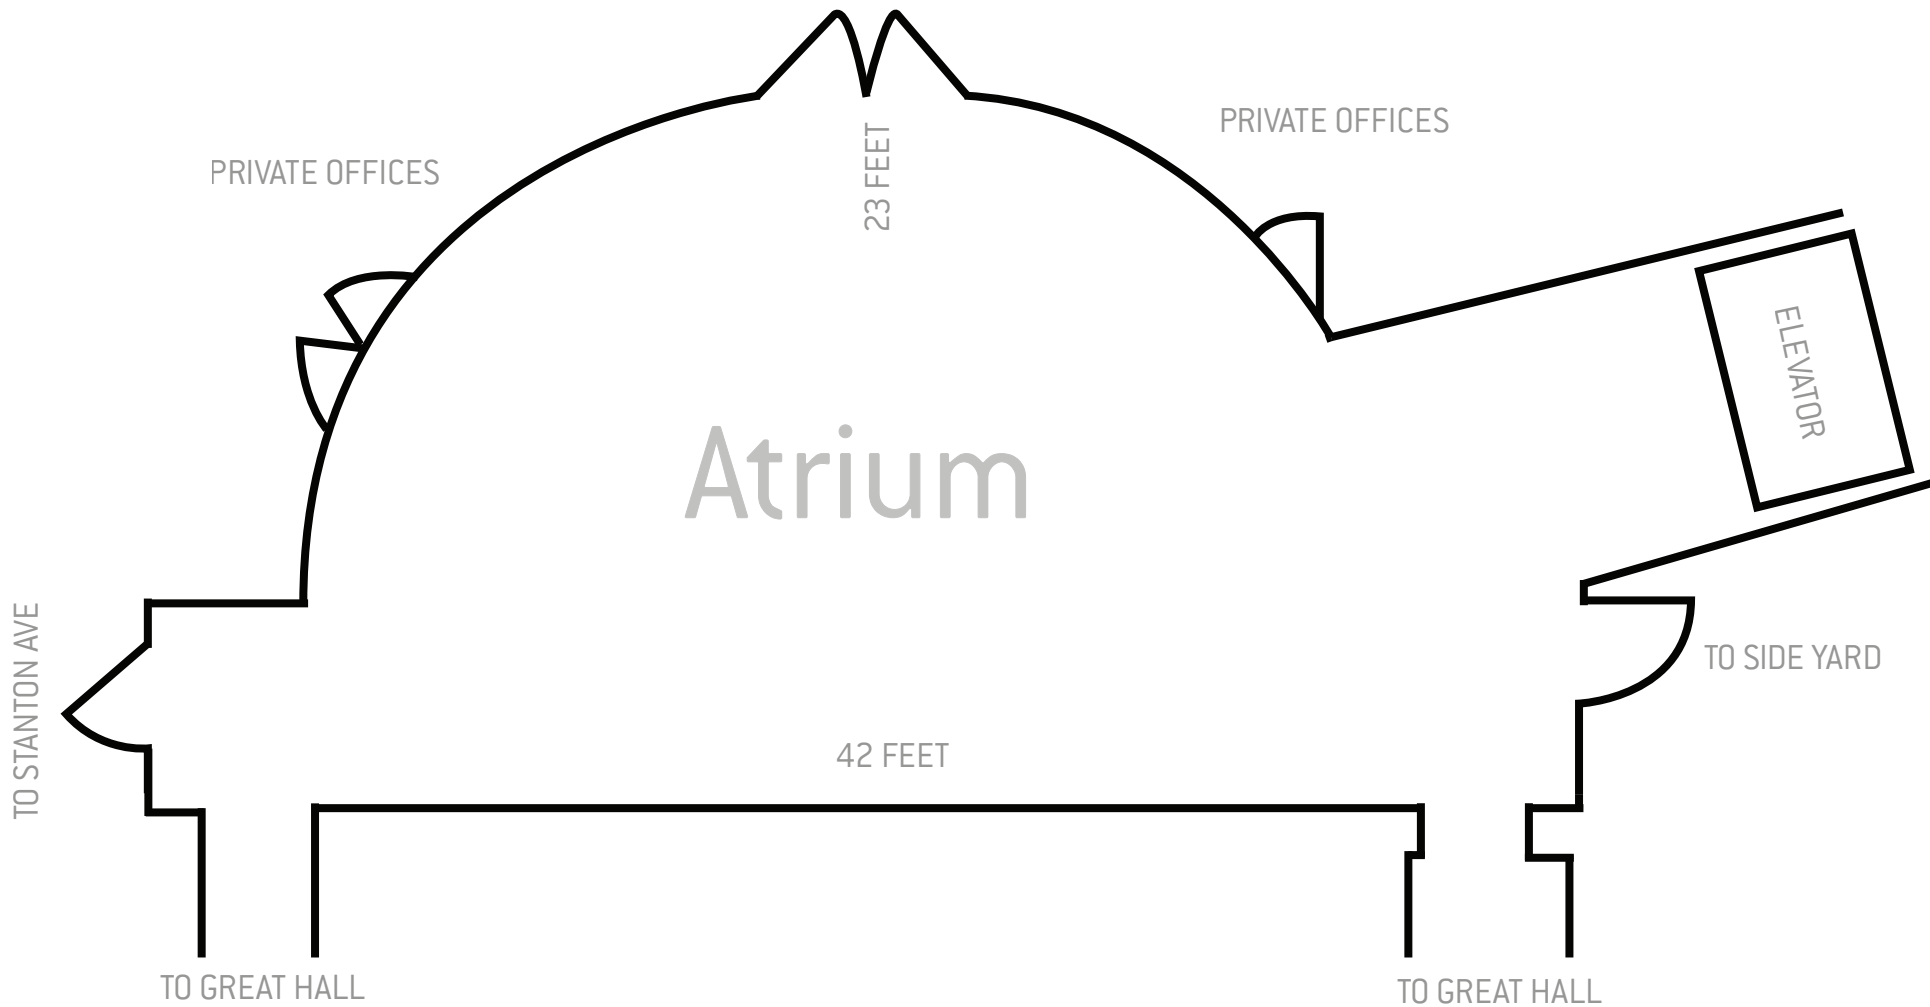 PRIVATE OFFICES
PRIVATE OFFICES
23 FEET
ELEVATOR
Atrium
TO STANTON AVE
TO SIDE YARD
42 FEET
TO GREAT HALL
TO GREAT HALL